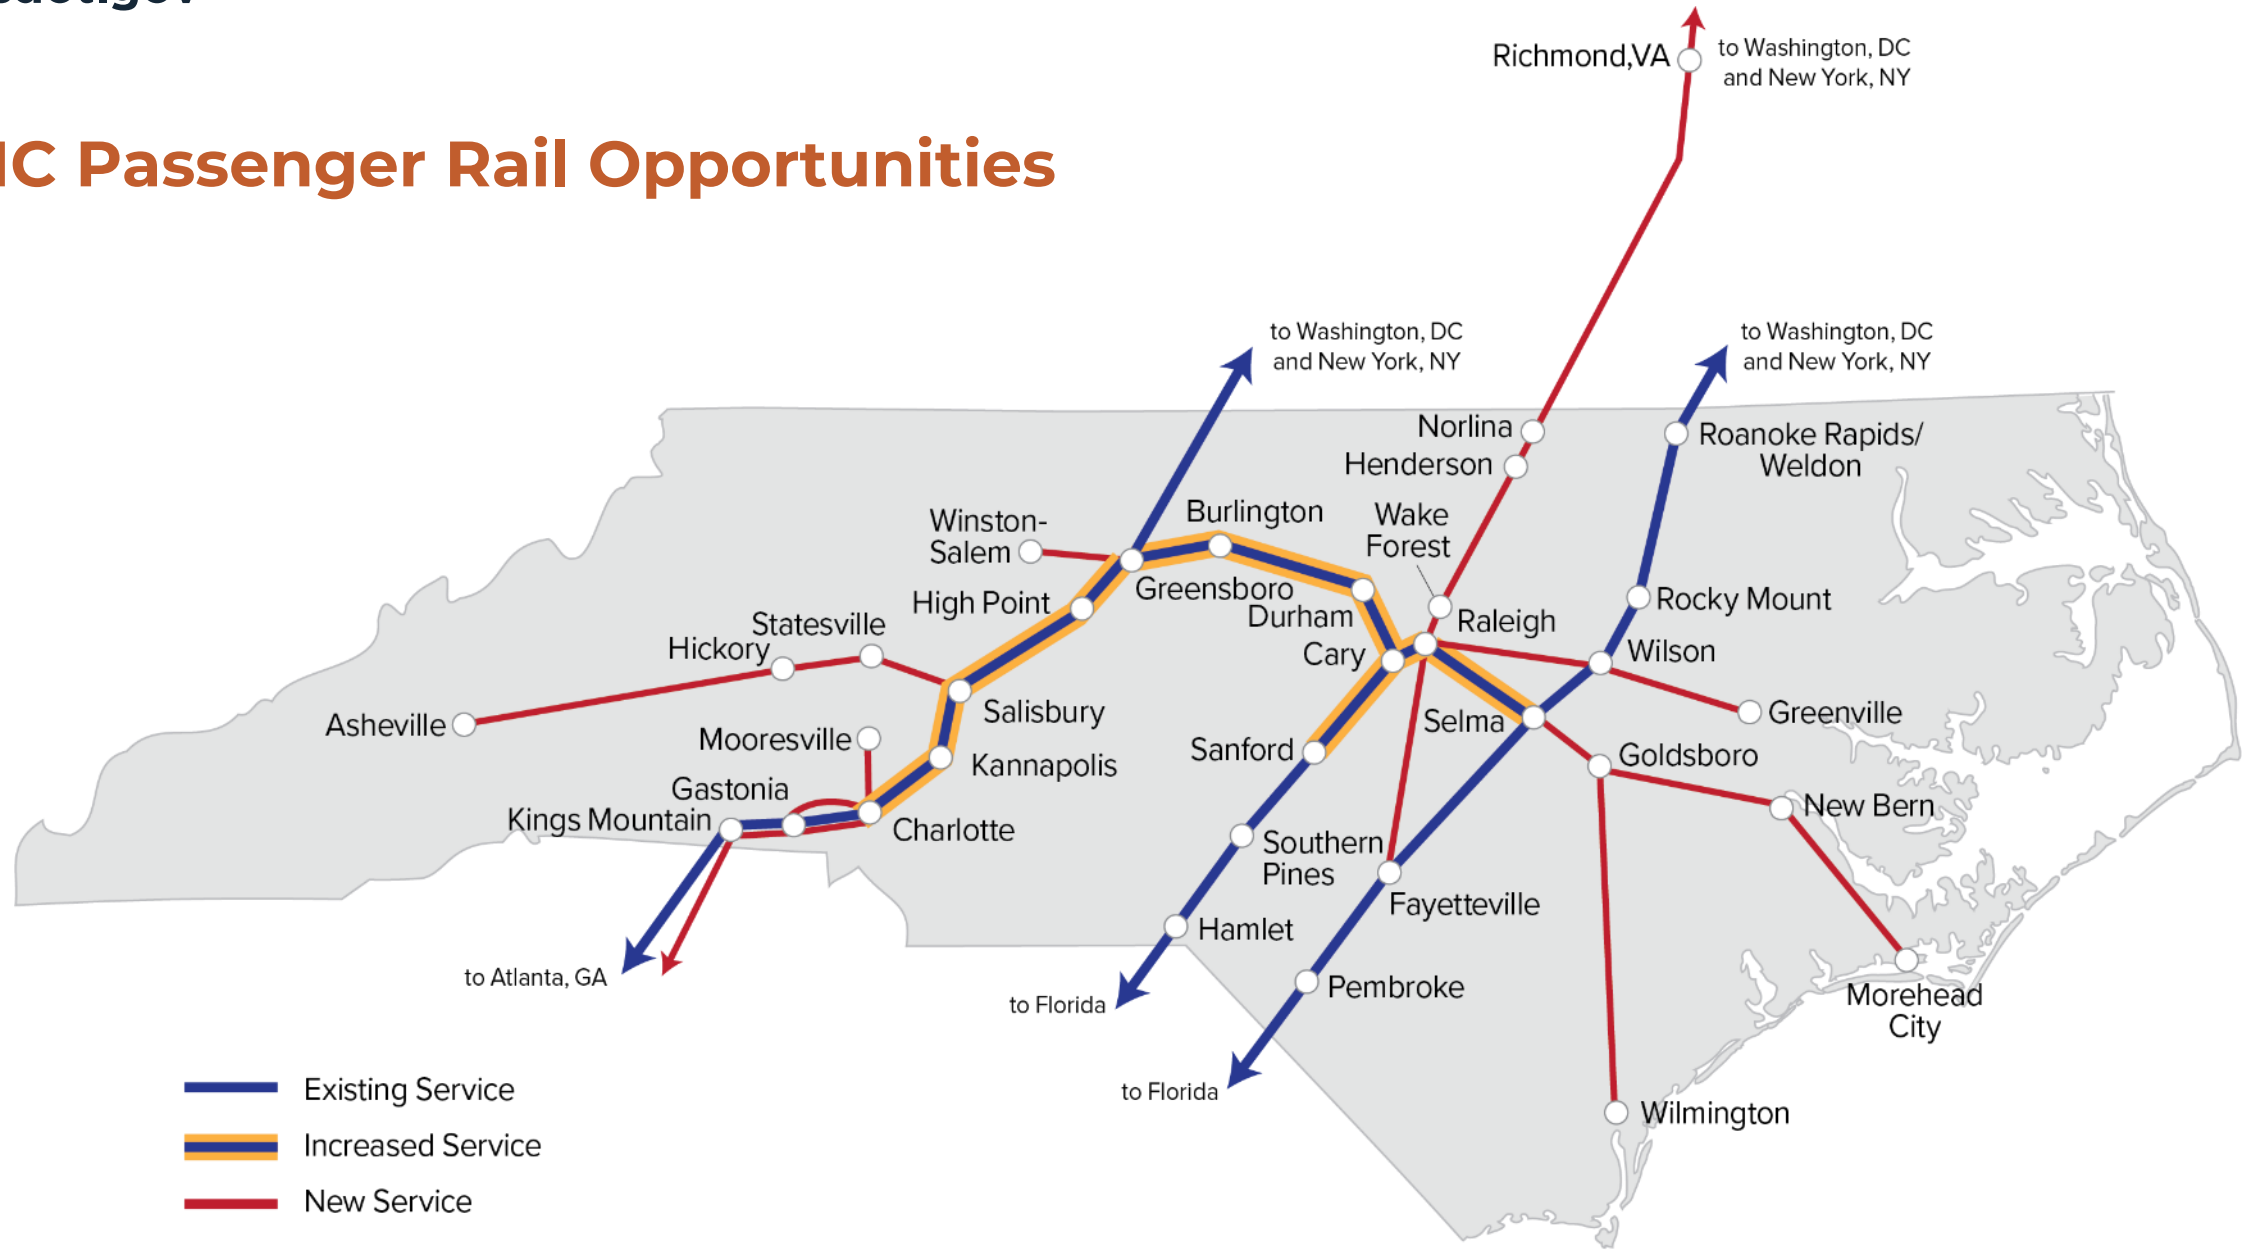 IC Passenger Rail Opportunities
Richmond,VA
to Washington, DC
and New York, NY
to Washington, DC
and New York, NY
to Washington, DC
and New York, NY
Norlina
Henderson
Roanoke Rapids/
Weldon
Winston-
Salem
Burlington
Wake
Forest
High Point
Greensboro
Durham
Raleigh
Rocky Mount
Statesville
Hickory
Cary
Wilson
Asheville
Salisbury
Selma
Greenville
Mooresville
Kannapolis
Sanford
Goldsboro
Gastonia
Kings Mountain
Charlotte
New Bern
Southern
Pines
Fayetteville
Hamlet
to Atlanta, GA
to Florida
Pembroke
Morehead
City
to Florida
Wilmington
Existing Service
Increased Service
New Service